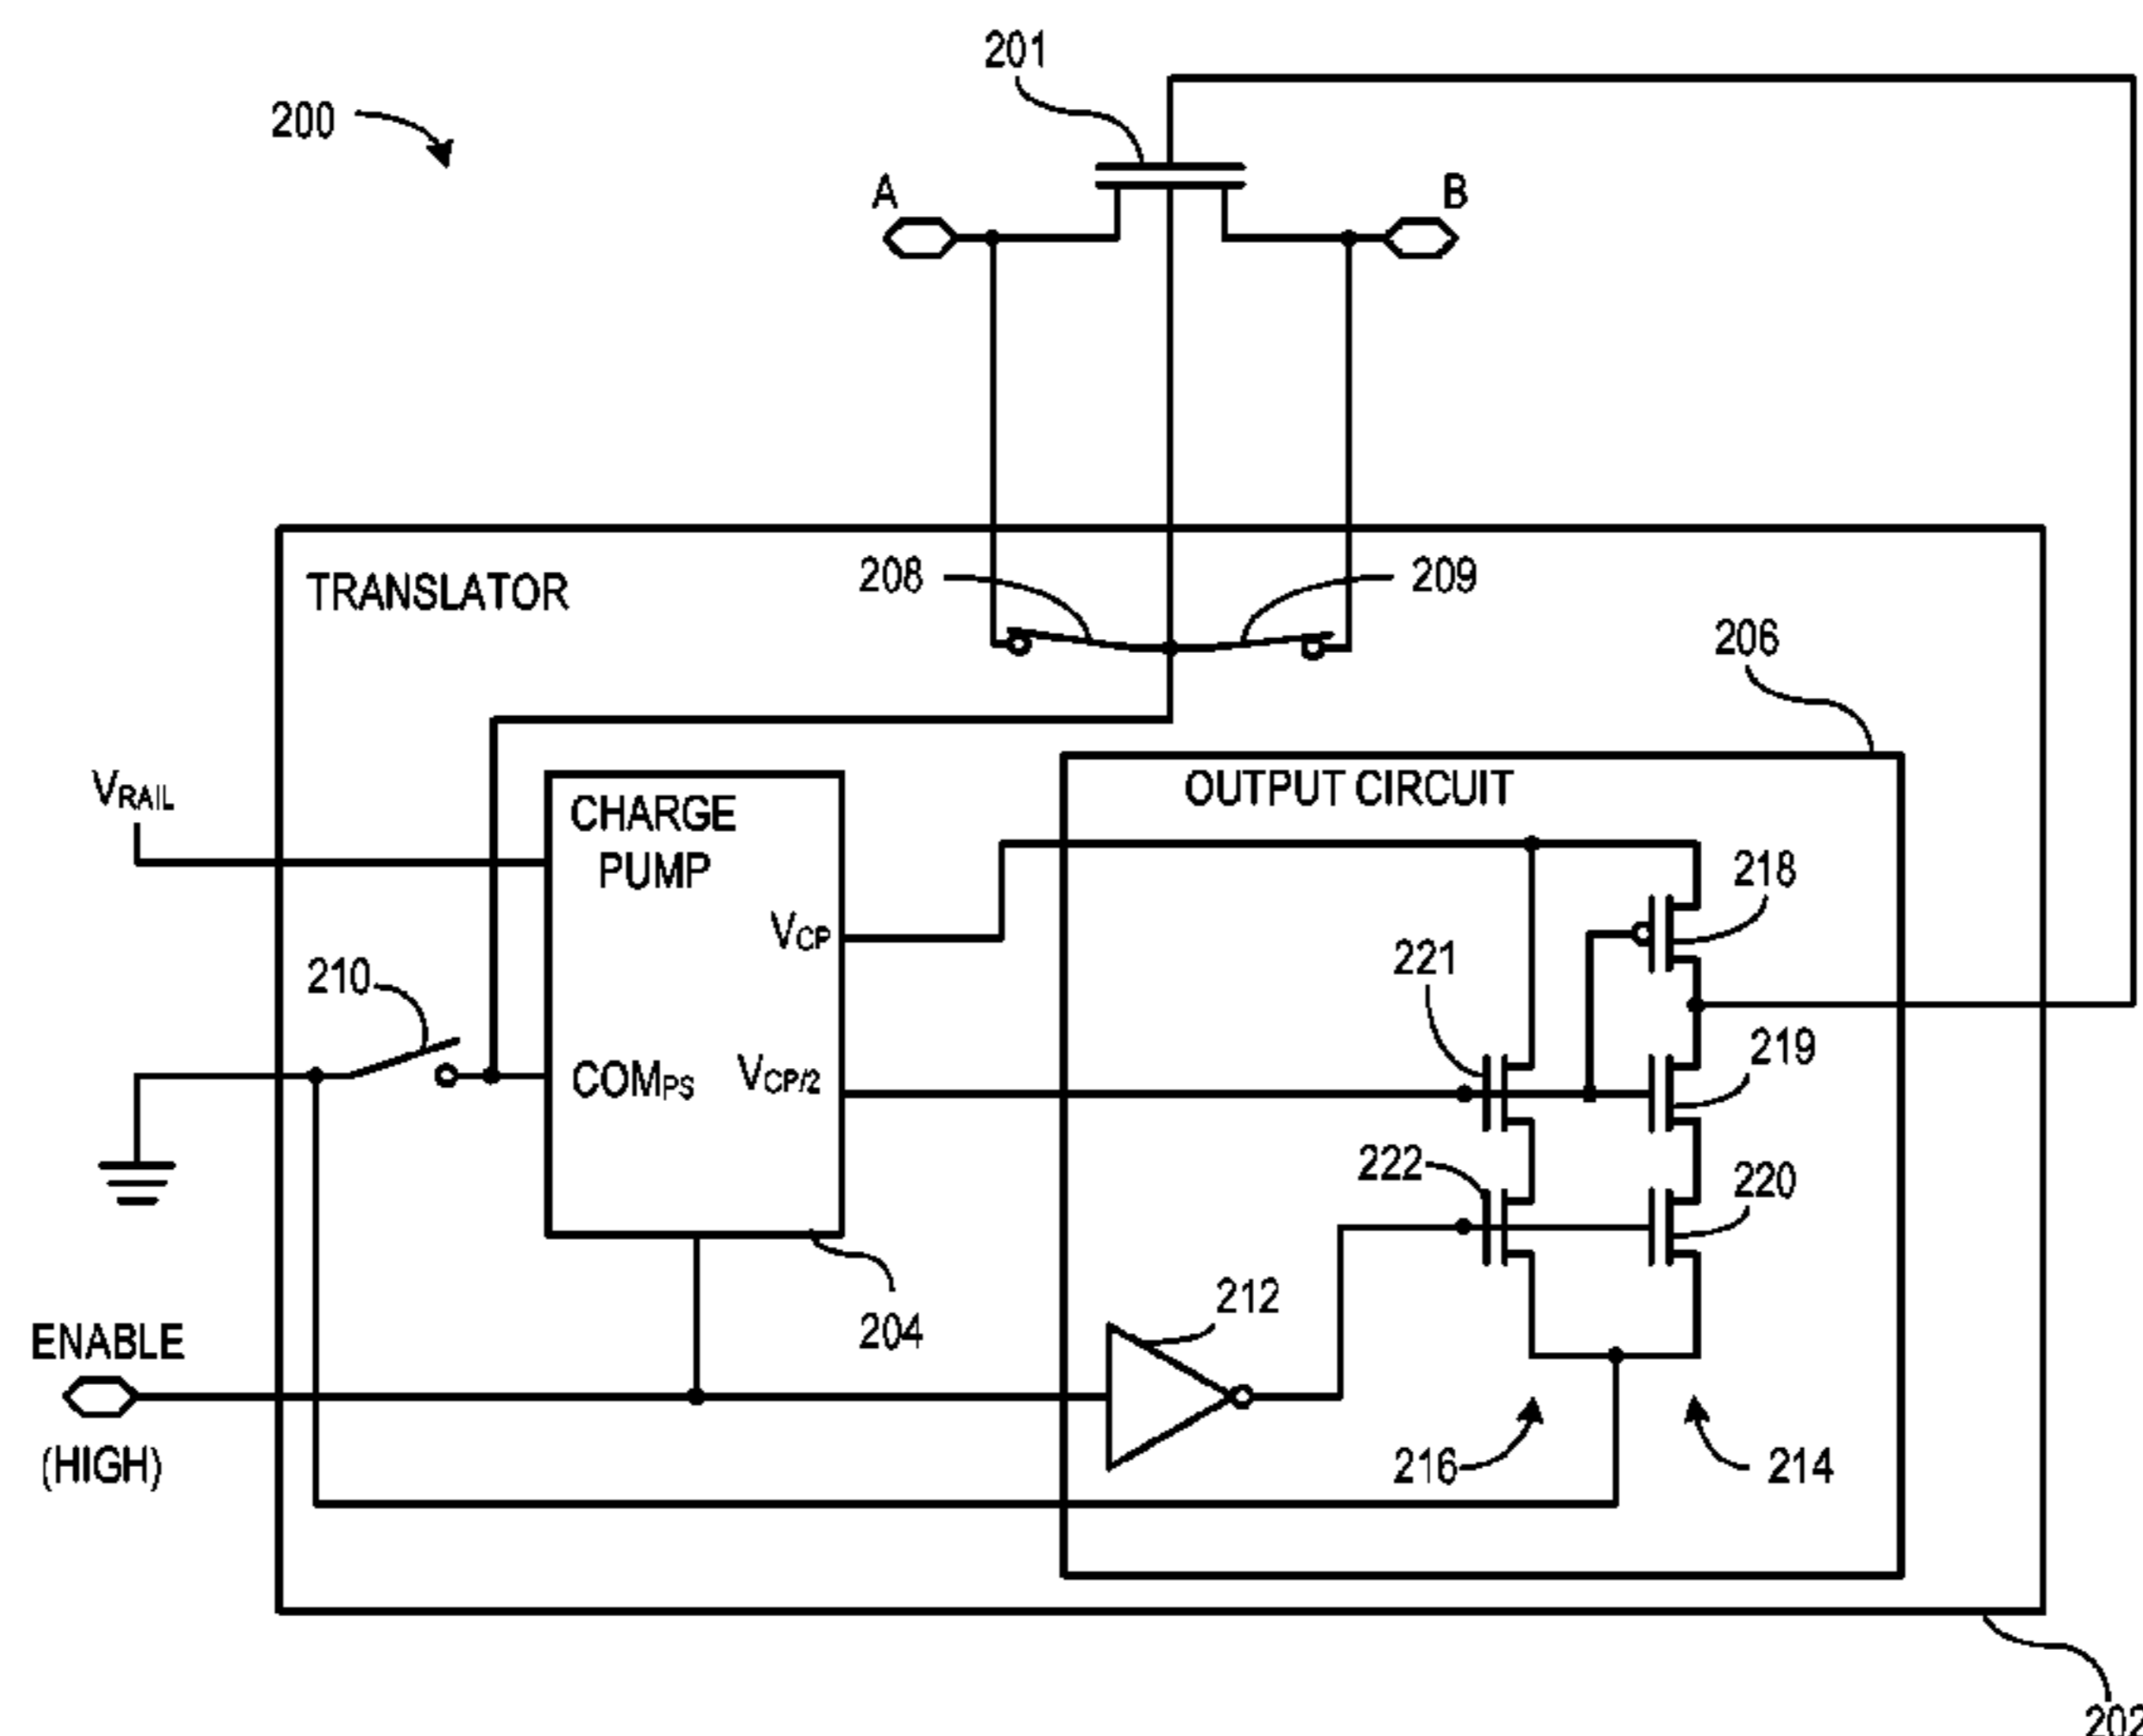 201
200
A
B
TRANSLATOR
208
209
206
VRAIL
CHARGE
PUMP
OUTPUT CIRCUIT
218
VCP
221
210
219
COMPS
VCP/2
222
220
212
ENABLE
204
(HIGH)
216
214
202